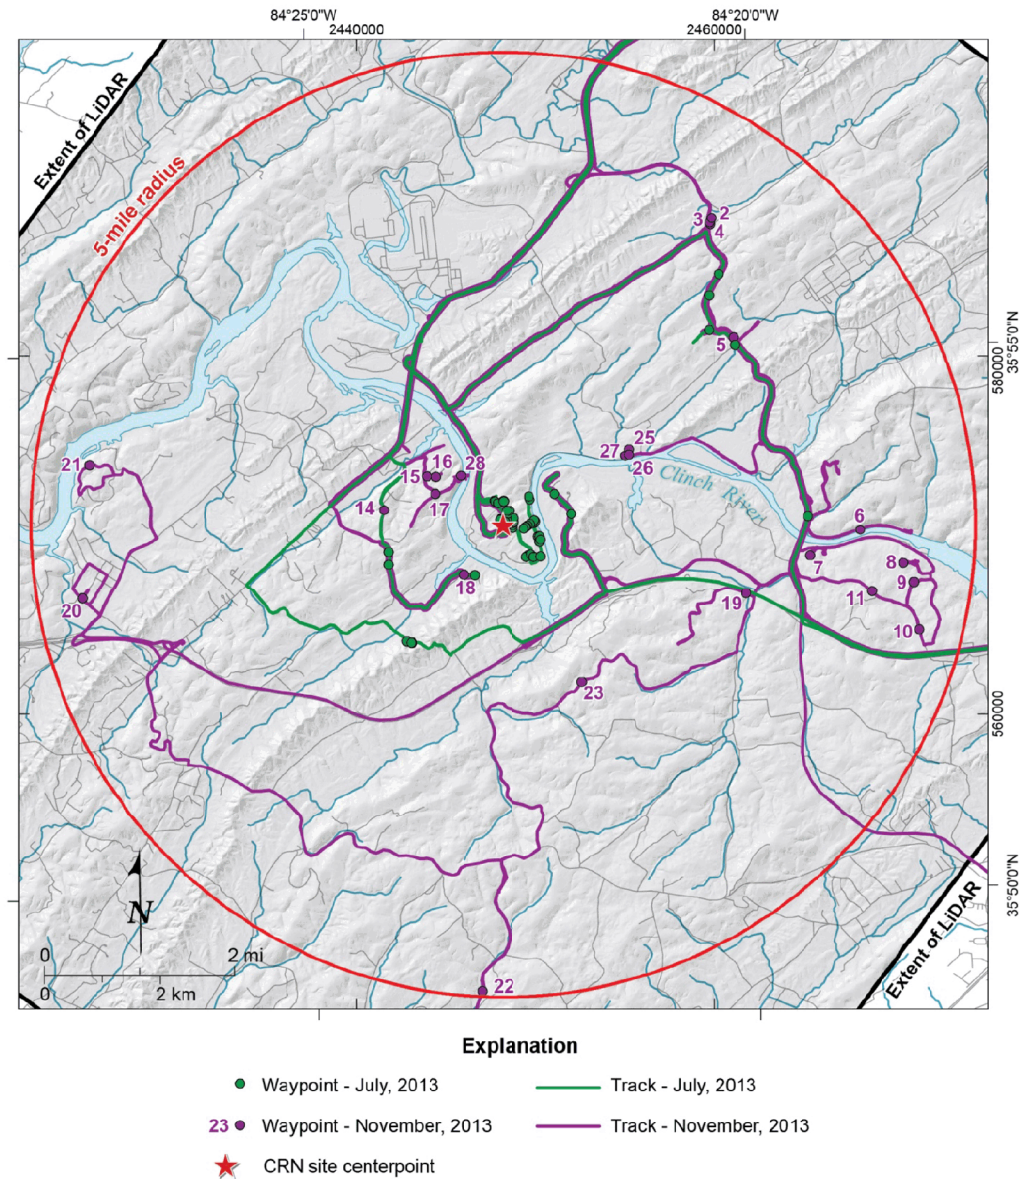 84°25'0"W
84°20'0"W
2440000
2460000
Extent of LiDAR
5-mile radius
2
3
4
5
35°55'0"N
580000
21
25
27
26
16
28
15
Clinch River
14
17
6
7
8
9
18
11
20
19
10
23
560000
35°50'0"N
N
0
2 mi
0
2 km
Extent of LiDAR
22
Explanation
Waypoint - July, 2013
Track - July, 2013
23
Waypoint - November, 2013
Track - November, 2013
CRN site centerpoint